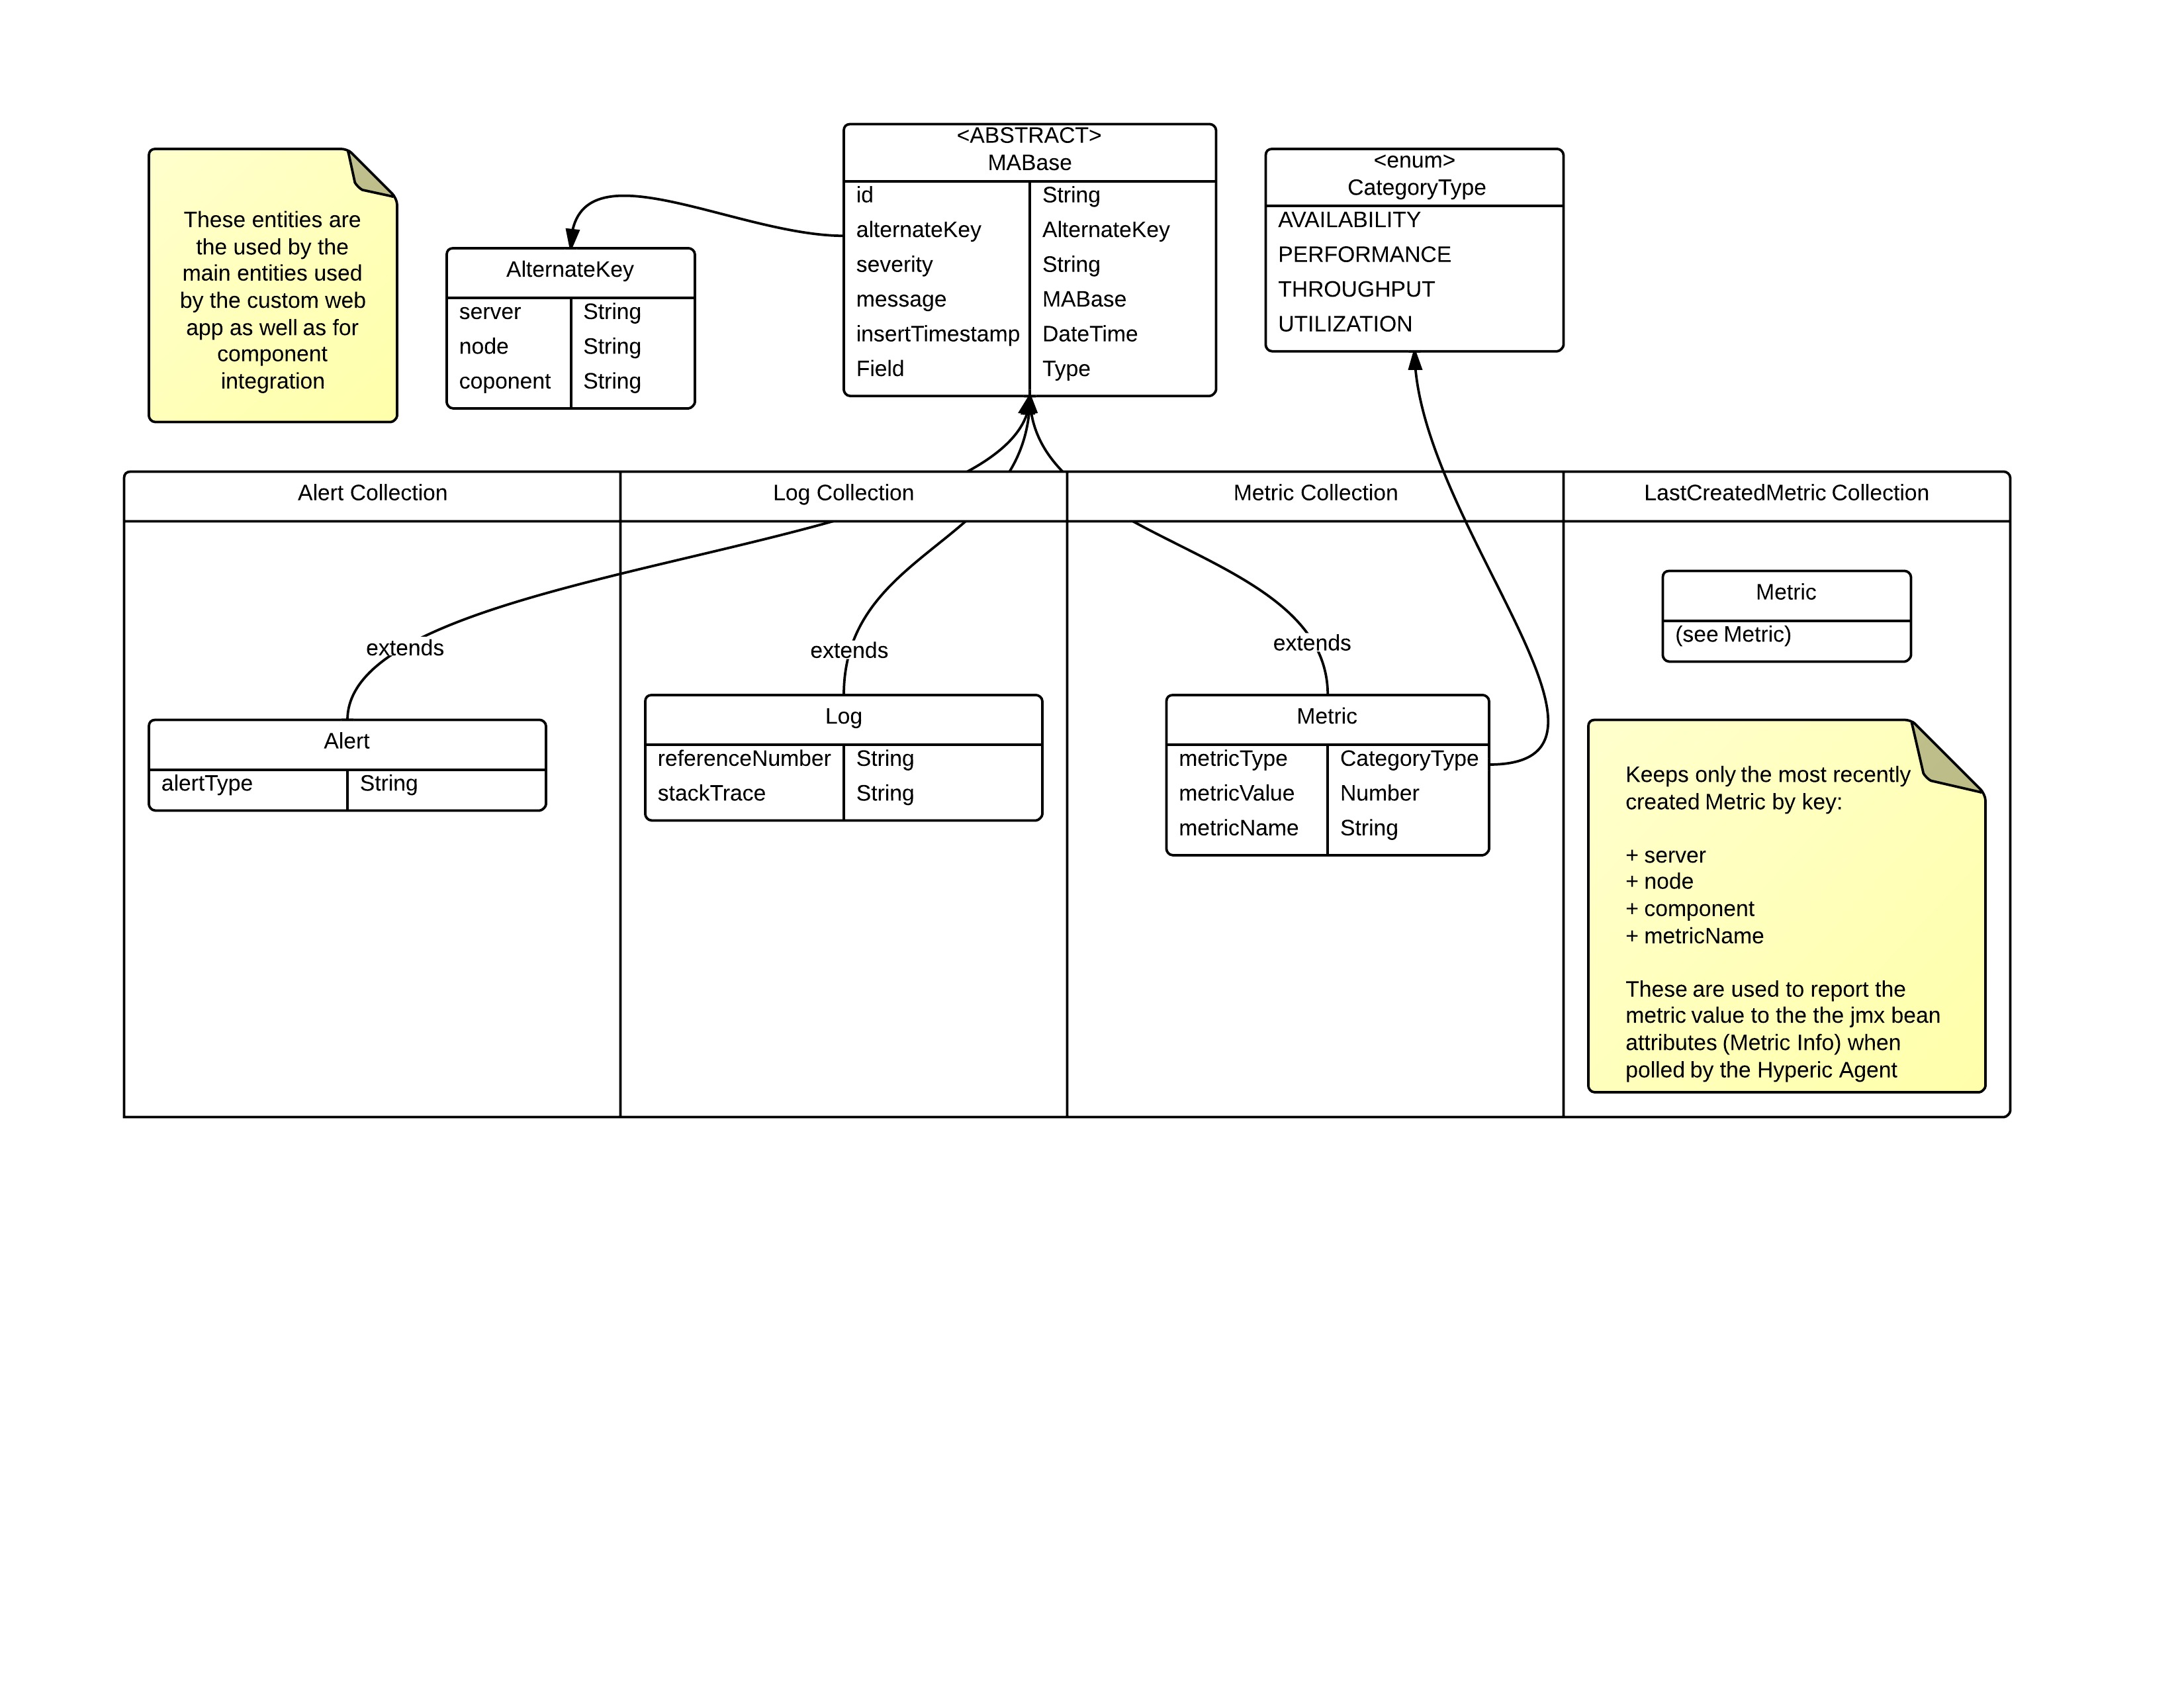 These entities are
the used by the
main entities used
by the custom web
app as well as for
component
integration
AlternateKey
server String
node String
coponent String
<ABSTRACT>
MABase
id String
alternateKey AlternateKey
severity String
message MABase
insertTimestamp DateTime
Field Type
<enum>
CategoryType
AVAILABILITY
PERFORMANCE
THROUGHPUT
UTILIZATION
Alert Collection
Log Collection
Metric Collection
LastCreatedMetric Collection
extends
Alert
alertType String
extends
Log
referenceNumber String
stackTrace String
extends
Metric
metricType CategoryType
metricValue Number
metricName String
Metric
(see Metric)
Keeps only the most recently
created Metric by key:
+ server
+ node
+ component
+ metricName
These are used to report the
metric value to the the jmx bean
attributes (Metric Info) when
polled by the Hyperic Agent